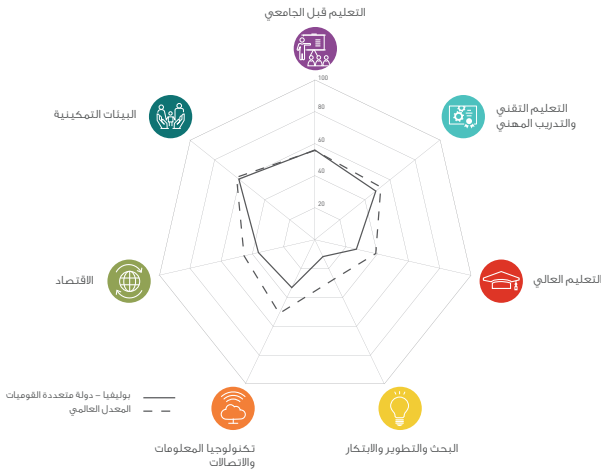 التعليم قبل الجامعي
100
80
60
40
20
التعليم التقني
والتدريب المهني
البيئات التمكينية
التعليم العالي
الاقتصاد
بوليفيا - دولة متعددة القوميات
المعدل العالمي
تكنولوجيا المعلومات
والاتصالات
البحث والتطوير والابتكار